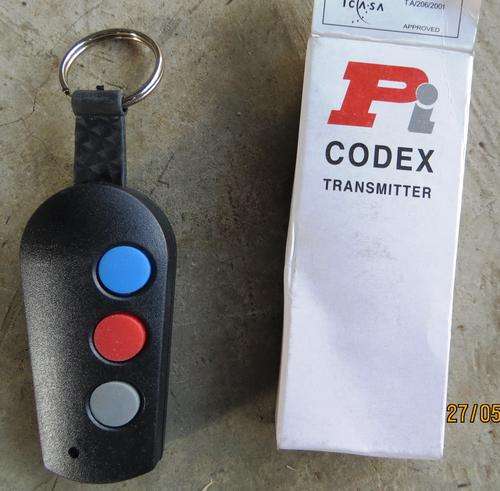 ICASA
TA/206/2001
APPROVED
Pi
CODEX
TRANSMITTER
27/05